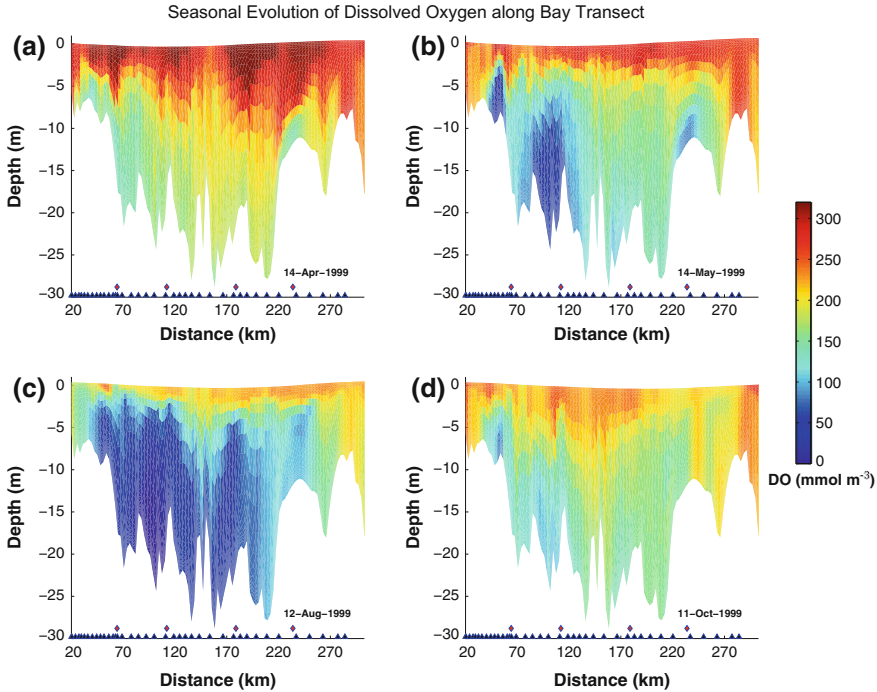 Seasonal Evolution of Dissolved Oxygen along Bay Transect
(a)
0
−5
−10
−15
−20
−25
−30
Depth (m)
14−Apr−1999
20 70 120 170 220 270
Distance (km)
(b)
0
−5
−10
−15
−20
−25
−30
Depth (m)
14−May−1999
20 70 120 170 220 270
Distance (km)
300
250
200
150
100
50
0
DO (mmol m⁻³)
(c)
0
−5
−10
−15
−20
−25
−30
Depth (m)
12−Aug−1999
20 70 120 170 220 270
Distance (km)
(d)
0
−5
−10
−15
−20
−25
−30
Depth (m)
11−Oct−1999
20 70 120 170 220 270
Distance (km)